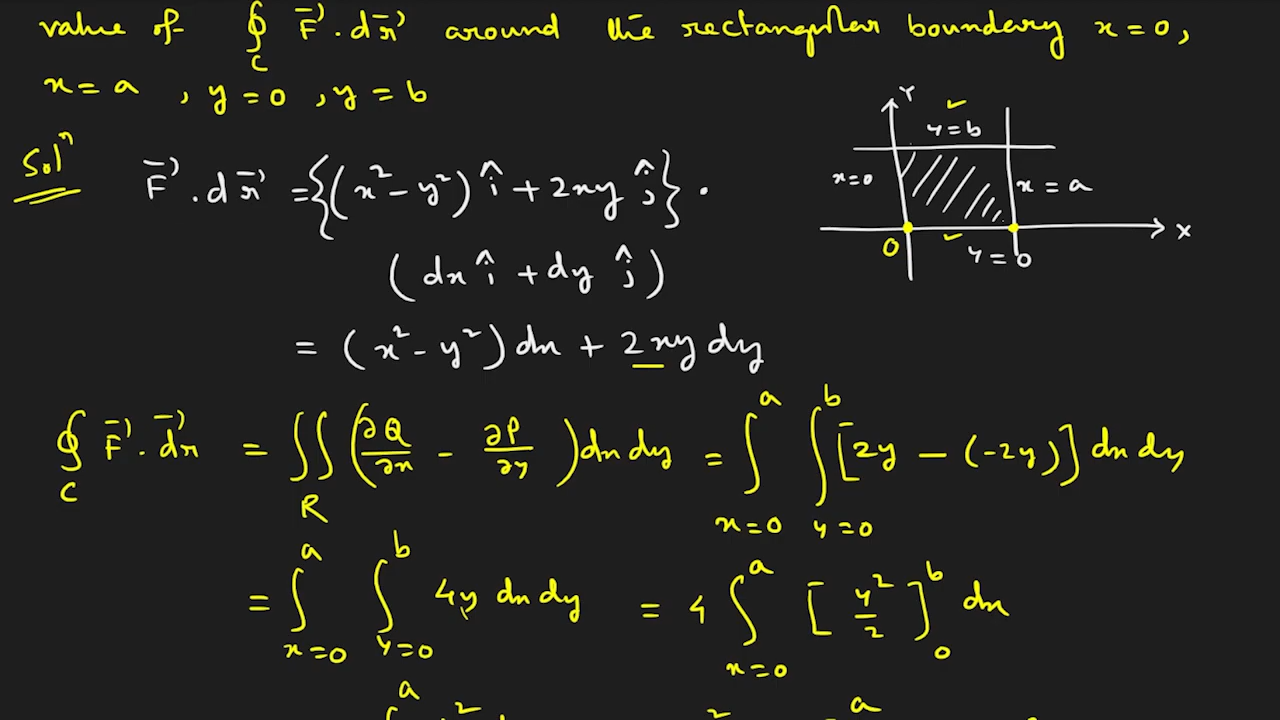 value of ∮_C F⃗ . dr⃗ around the rectangular boundary x = 0,
x = a , y = 0 , y = b
Solⁿ
F⃗ . dr⃗ = {(x² - y²) î + 2xy ĵ} .
(dx î + dy ĵ)
= (x² - y²) dx + 2xy dy
Y
y = b
x=0
x = a
O
y = 0
X
∮_C F⃗ . dr⃗ = ∬_R (∂Q/∂x - ∂P/∂y) dx dy = ∫_{x=0}^{a} ∫_{y=0}^{b} [2y - (-2y)] dx dy
= ∫_{x=0}^{a} ∫_{y=0}^{b} 4y dx dy = 4 ∫_{x=0}^{a} [y²/2]_0^b dx